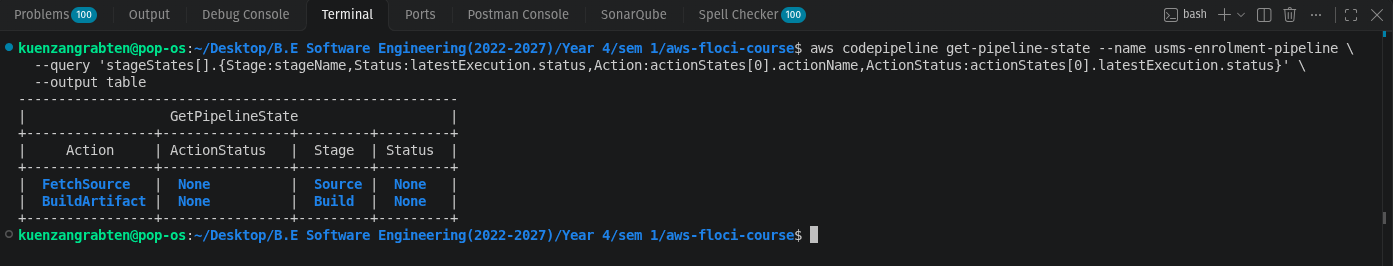 Problems 100 Output Debug Console Terminal Ports Postman Console SonarQube Spell Checker 100 bash
kuenzangrabten@pop-os:~/Desktop/B.E Software Engineering(2022-2027)/Year 4/sem 1/aws-floci-course$ aws codepipeline get-pipeline-state --name usms-enrolment-pipeline \
  --query 'stageStates[].{Stage:stageName,Status:latestExecution.status,Action:actionStates[0].actionName,ActionStatus:actionStates[0].latestExecution.status}' \
  --output table
-----------------------------------------------------
|                 GetPipelineState                  |
+---------------+---------------+---------+---------+
|    Action     | ActionStatus  |  Stage  | Status  |
+---------------+---------------+---------+---------+
|  FetchSource  |  None         |  Source |  None   |
|  BuildArtifact |  None         |  Build  |  None   |
+---------------+---------------+---------+---------+
kuenzangrabten@pop-os:~/Desktop/B.E Software Engineering(2022-2027)/Year 4/sem 1/aws-floci-course$